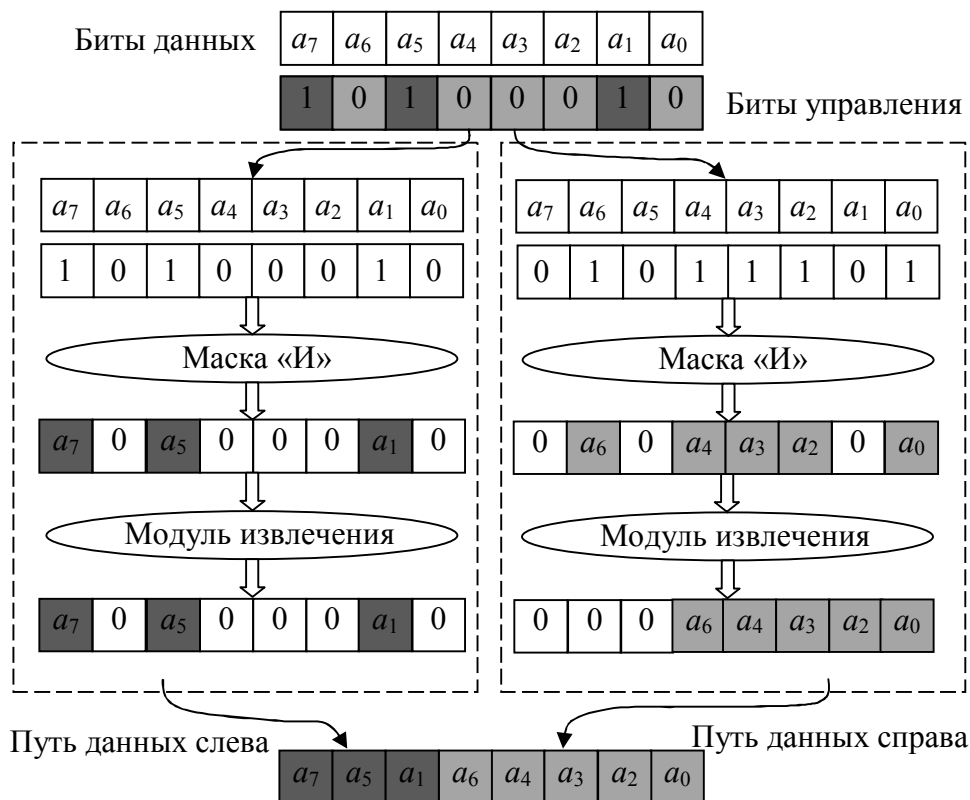 Биты данных
a7 a6 a5 a4 a3 a2 a1 a0
1 0 1 0 0 0 1 0
Биты управления
a7 a6 a5 a4 a3 a2 a1 a0
1 0 1 0 0 0 1 0
Маска «И»
a7 0 a5 0 0 0 a1 0
Модуль извлечения
a7 0 a5 0 0 0 a1 0
Путь данных слева
a7 a6 a5 a4 a3 a2 a1 a0
0 1 0 1 1 1 0 1
Маска «И»
0 a6 0 a4 a3 a2 0 a0
Модуль извлечения
0 0 0 a6 a4 a3 a2 a0
Путь данных справа
a7 a5 a1 a6 a4 a3 a2 a0